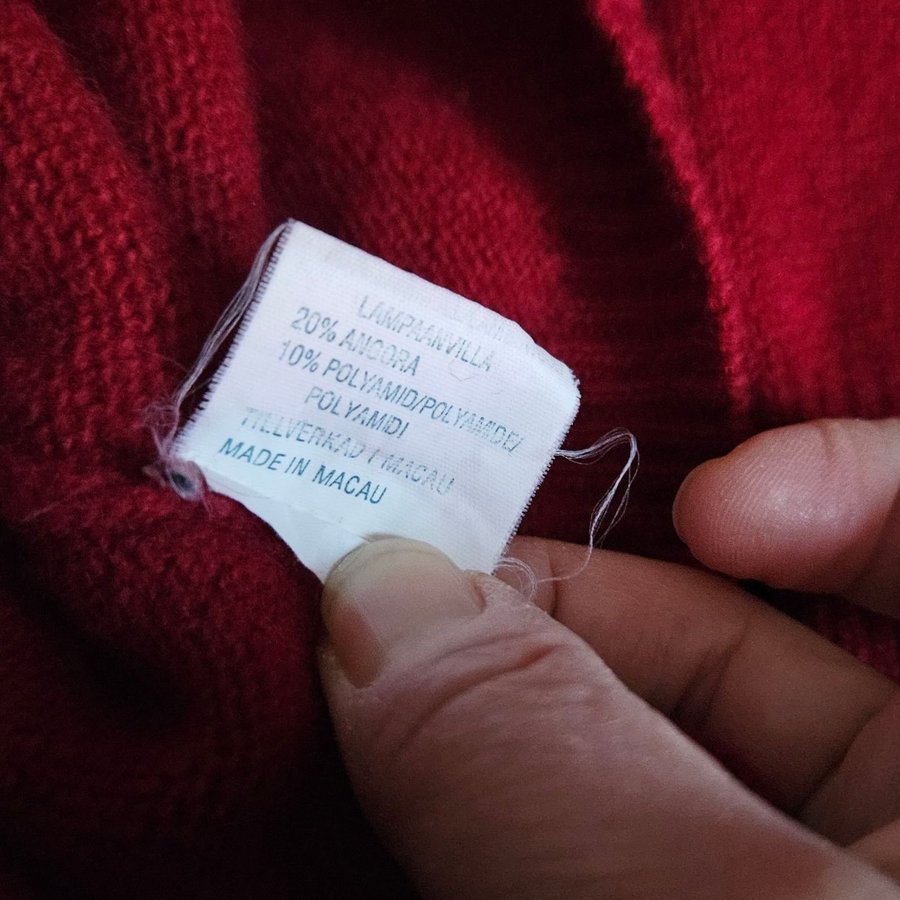 LAMPAANVILLA
20% ANGORA
10% POLYAMID/POLYAMIDE/
POLYAMIDI
TILLVERKAD I MACAU
MADE IN MACAU